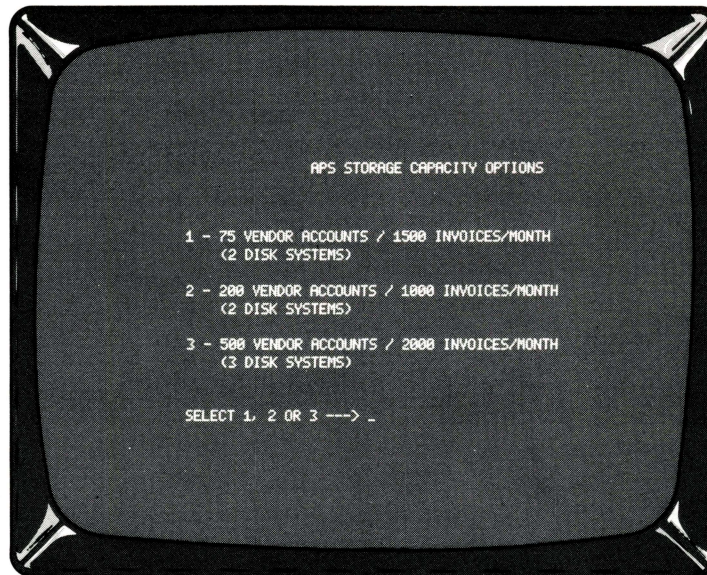 APS STORAGE CAPACITY OPTIONS
1 - 75 VENDOR ACCOUNTS / 1500 INVOICES/MONTH
(2 DISK SYSTEMS)
2 - 200 VENDOR ACCOUNTS / 1000 INVOICES/MONTH
(2 DISK SYSTEMS)
3 - 500 VENDOR ACCOUNTS / 2000 INVOICES/MONTH
(3 DISK SYSTEMS)
SELECT 1, 2 OR 3 ---> _